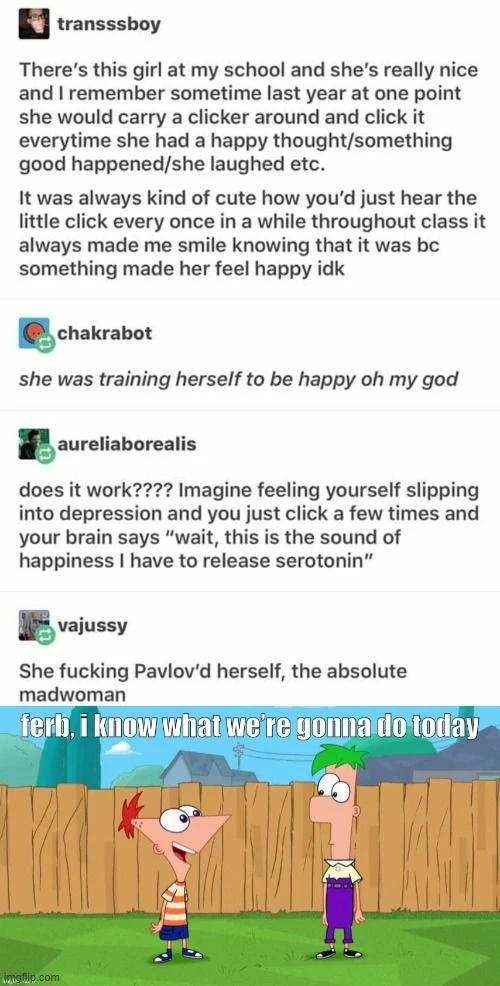 transssboy
There's this girl at my school and she's really nice
and I remember sometime last year at one point
she would carry a clicker around and click it
everytime she had a happy thought/something
good happened/she laughed etc.
It was always kind of cute how you'd just hear the
little click every once in a while throughout class it
always made me smile knowing that it was bc
something made her feel happy idk
chakrabot
she was training herself to be happy oh my god
aureliaborealis
does it work???? Imagine feeling yourself slipping
into depression and you just click a few times and
your brain says "wait, this is the sound of
happiness I have to release serotonin"
vajussy
She fucking Pavlov'd herself, the absolute
madwoman
ferb, i know what we're gonna do today
imgflip.com